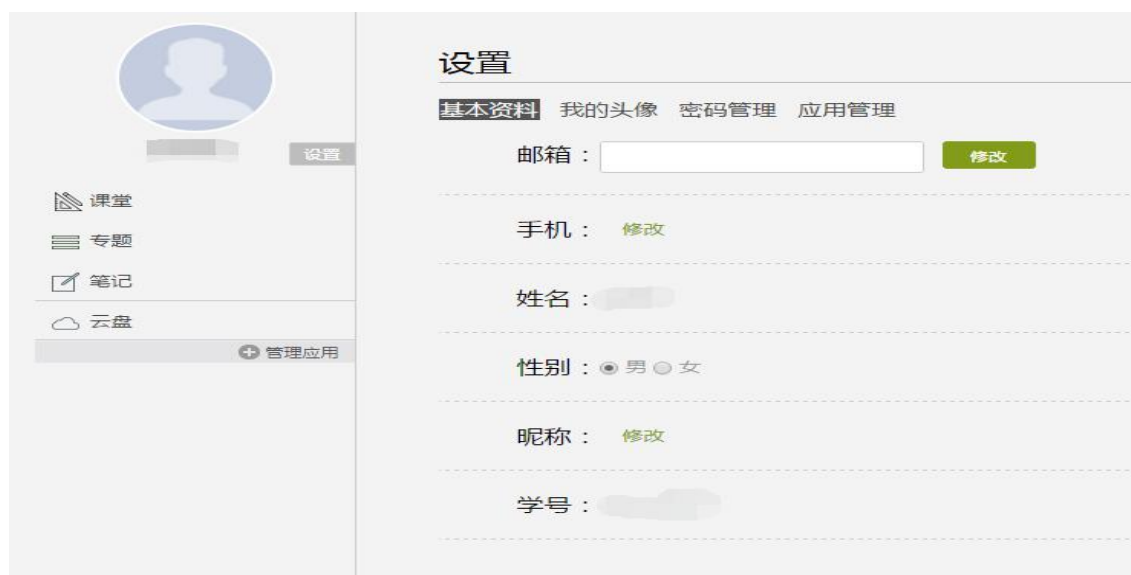 设置
课堂
专题
笔记
云盘
管理应用
设置
基本资料 我的头像 密码管理 应用管理
邮箱： 修改
手机： 修改
姓名：
性别： 男 女
昵称： 修改
学号：